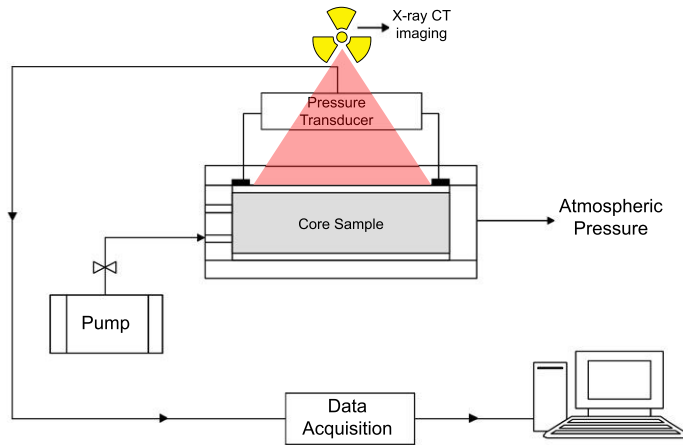 X-ray CT
imaging
Pressure
Transducer
Core Sample
Atmospheric
Pressure
Pump
Data
Acquisition